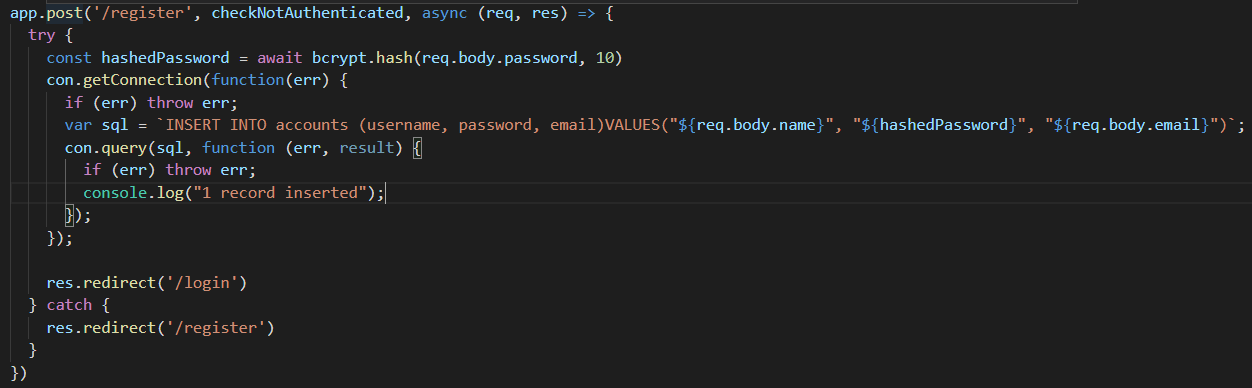 app.post('/register', checkNotAuthenticated, async (req, res) => {
  try {
    const hashedPassword = await bcrypt.hash(req.body.password, 10)
    con.getConnection(function(err) {
      if (err) throw err;
      var sql = `INSERT INTO accounts (username, password, email)VALUES("${req.body.name}", "${hashedPassword}", "${req.body.email}")`;
      con.query(sql, function (err, result) {
        if (err) throw err;
        console.log("1 record inserted");
      });
    });

    res.redirect('/login')
  } catch {
    res.redirect('/register')
  }
})